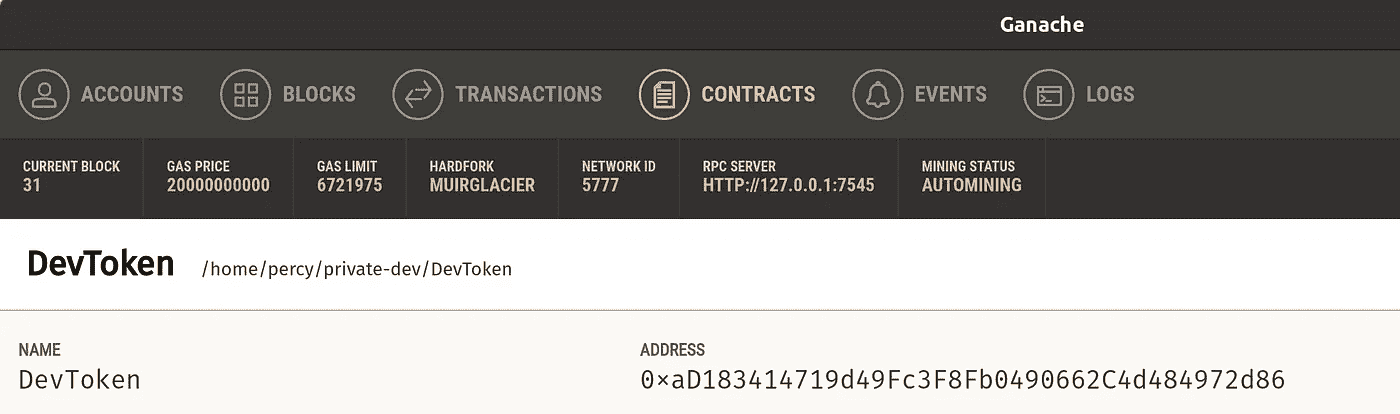 Ganache
ACCOUNTS BLOCKS TRANSACTIONS CONTRACTS EVENTS LOGS
CURRENT BLOCK GAS PRICE GAS LIMIT HARDFORK NETWORK ID RPC SERVER MINING STATUS
31 20000000000 6721975 MUIRGLACIER 5777 HTTP://127.0.0.1:7545 AUTOMINING
DevToken /home/percy/private-dev/DevToken
NAME ADDRESS
DevToken 0×aD183414719d49Fc3F8Fb0490662C4d484972d86